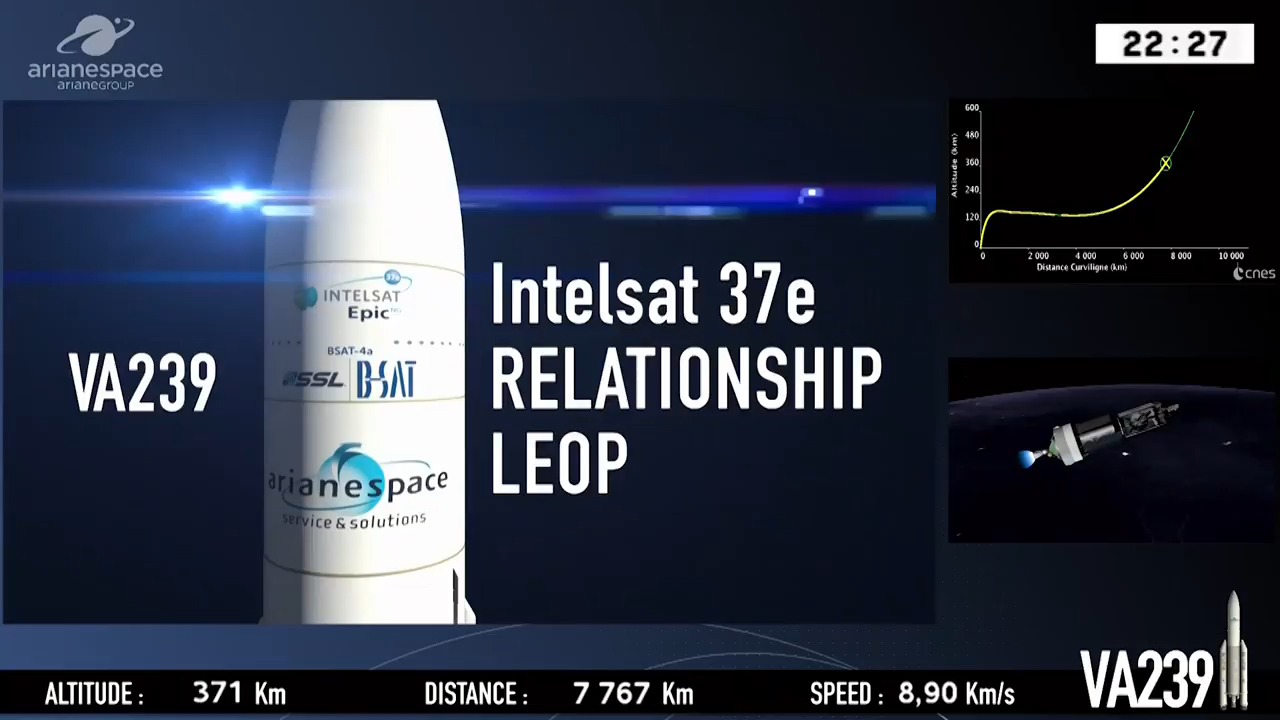 arianespace
arianeGROUP
22:27
Altitude (km)
600
480
360
240
120
0
0 2 000 4 000 6 000 8 000 10 000
Distance Curviligne (km)
cnes
VA239
37e
INTELSAT
Epic
BSAT-4a
SSL BSAT
arianespace
service & solutions
Intelsat 37e
RELATIONSHIP
LEOP
VA239
ALTITUDE : 371 Km DISTANCE : 7 767 Km SPEED : 8,90 Km/s